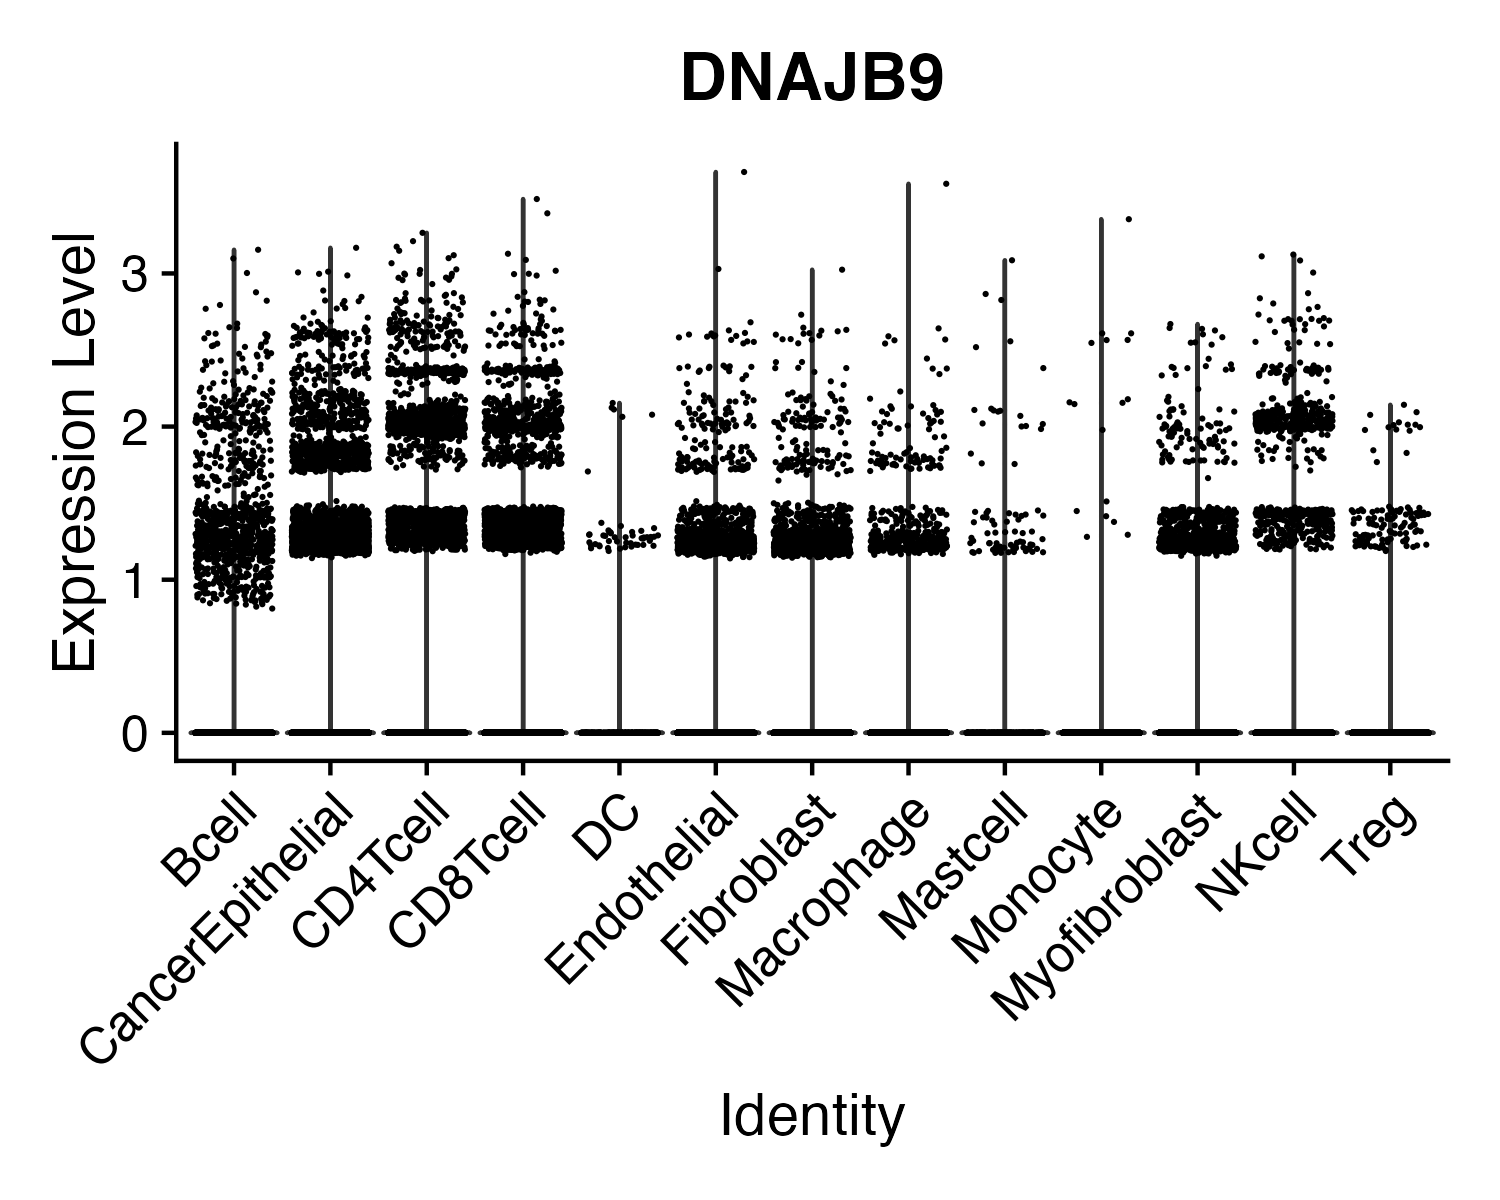 DNAJB9
Expression Level
3
2
1
0
Bcell
CancerEpithelial
CD4Tcell
CD8Tcell
DC
Endothelial
Fibroblast
Macrophage
Mastcell
Monocyte
Myofibroblast
NKcell
Treg
Identity